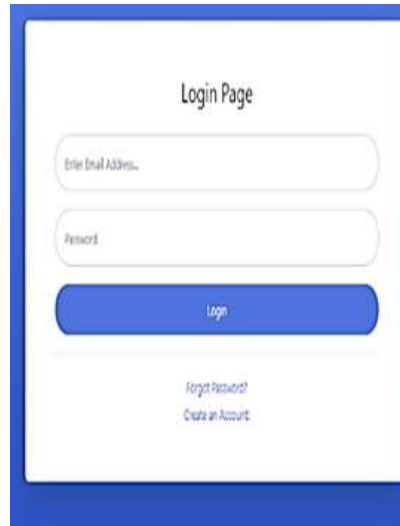 Login Page
Enter Email Address...
Password
Login
Forgot Password?
Create an Account!